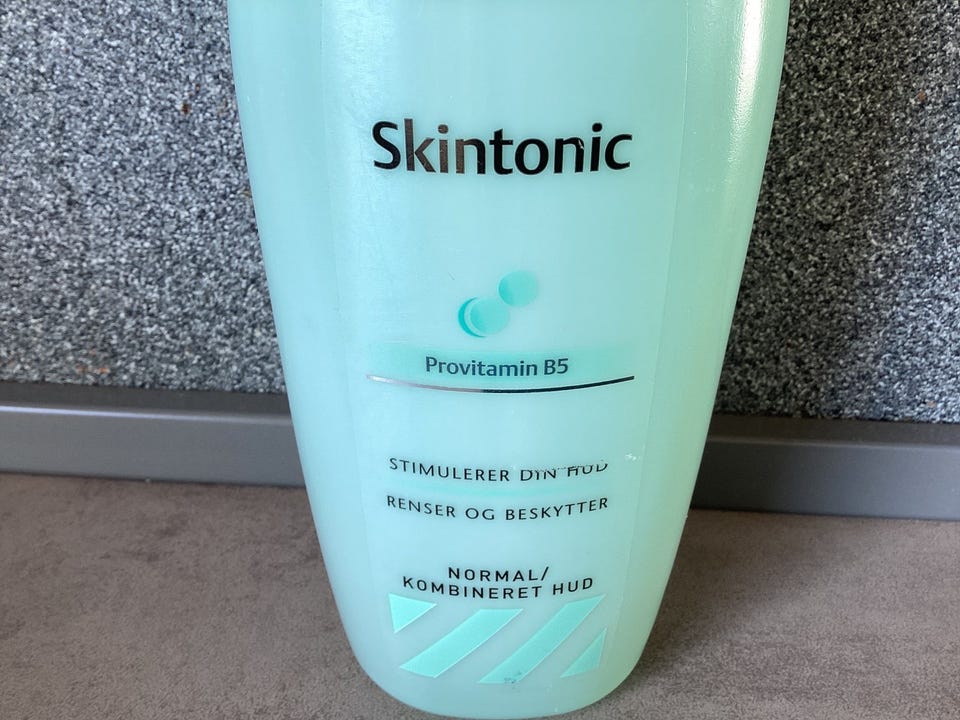 Skintonic
Provitamin B5
STIMULERER DIN HUD
RENSER OG BESKYTTER
NORMAL/
KOMBINERET HUD